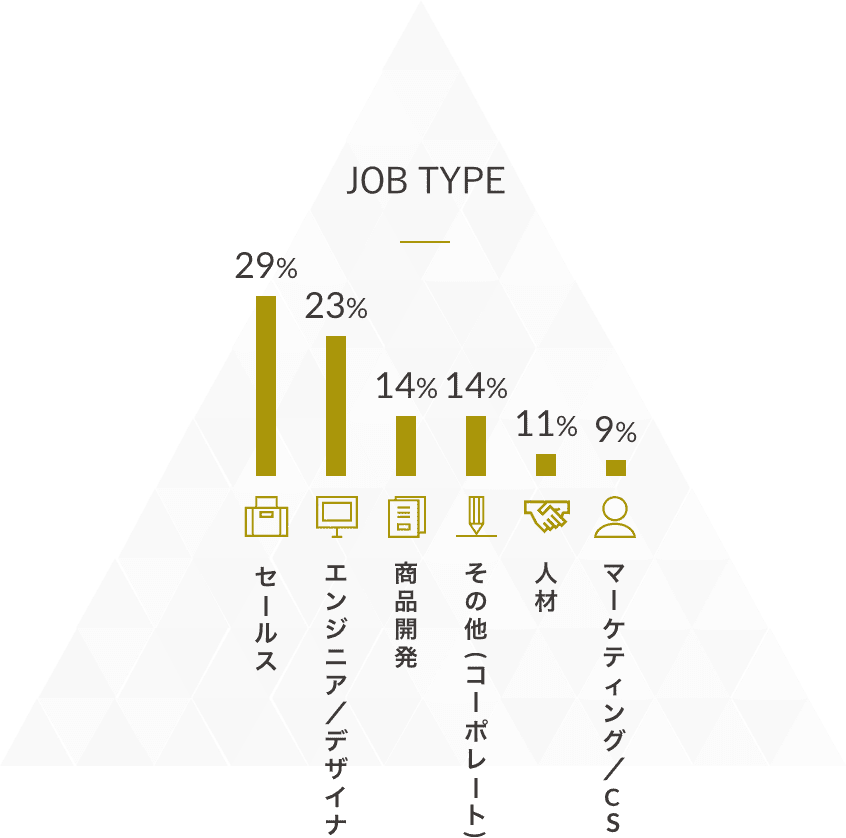 JOB TYPE
29%
23%
14%
14%
11%
9%
セールス
エンジニア/デザイナ
商品開発
その他(コーポレート)
人材
マーケティング/CS